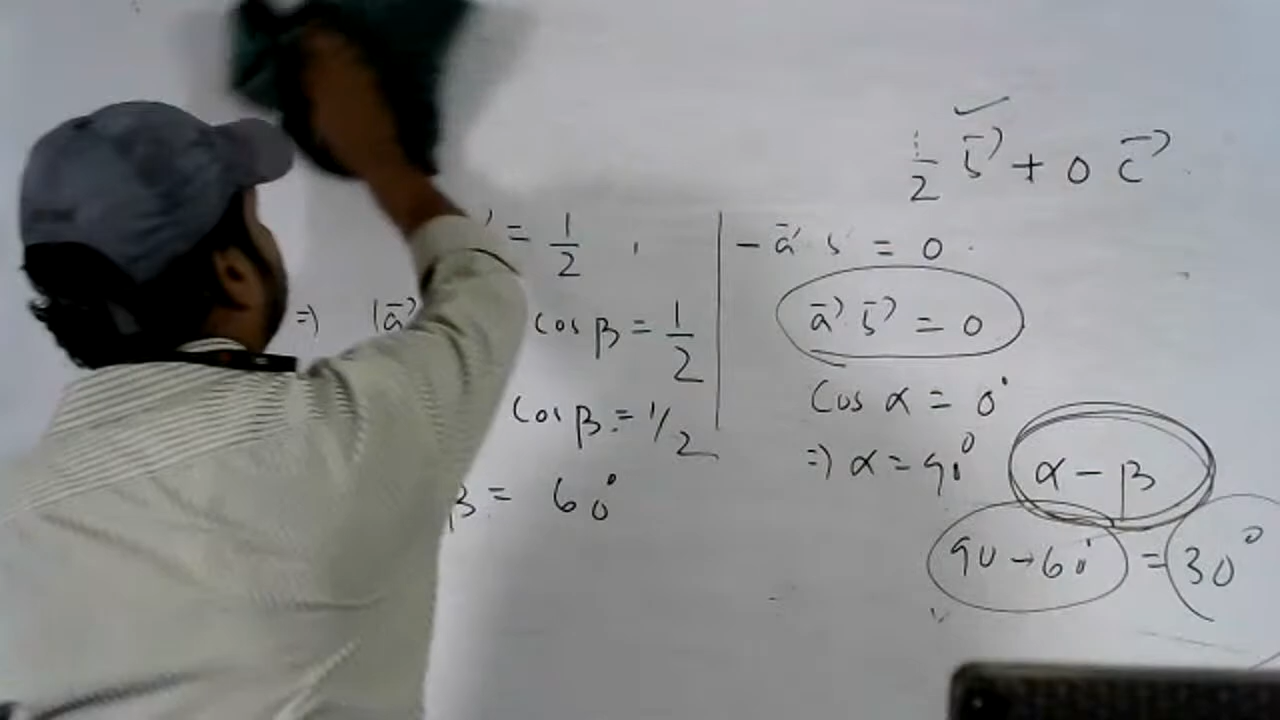 1/2 b⃗ + 0 c⃗
= 1/2 ,
- a⃗ b = 0 .
⇒ |a⃗
cos β = 1/2
a⃗ · b⃗ = 0
cos β = 1/2
Cos α = 0°
⇒ α = 90°
α - β
β = 60°
90 - 60° = 30°